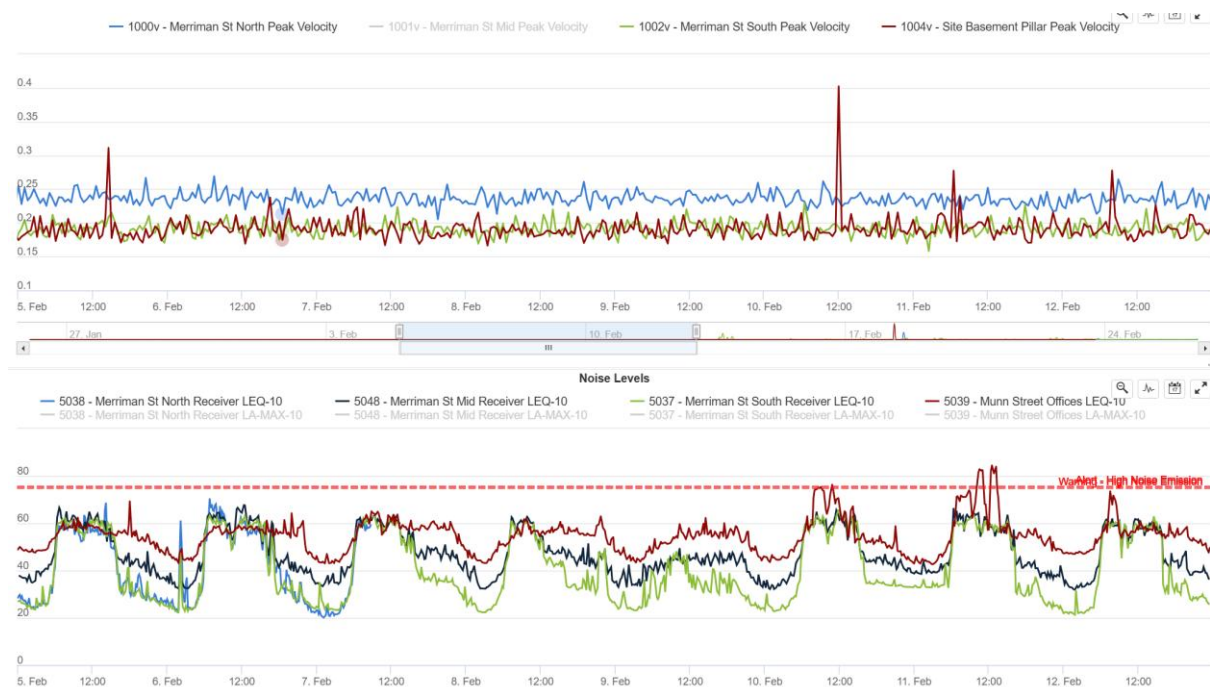 1000v - Merriman St North Peak Velocity 1001v - Merriman St Mid Peak Velocity 1002v - Merriman St South Peak Velocity 1004v - Site Basement Pillar Peak Velocity
0.4
0.35
0.3
0.25
0.2
0.15
0.1
5. Feb 12:00 6. Feb 12:00 7. Feb 12:00 8. Feb 12:00 9. Feb 12:00 10. Feb 12:00 11. Feb 12:00 12. Feb 12:00
27. Jan 3. Feb 10. Feb 17. Feb 24. Feb
Noise Levels
5038 - Merriman St North Receiver LEQ-10 5048 - Merriman St Mid Receiver LEQ-10 5037 - Merriman St South Receiver LEQ-10 5039 - Munn Street Offices LEQ-10
5038 - Merriman St North Receiver LA-MAX-10 5048 - Merriman St Mid Receiver LA-MAX-10 5037 - Merriman St South Receiver LA-MAX-10 5039 - Munn Street Offices LA-MAX-10
80
High Noise Emission
60
40
20
0
5. Feb 12:00 6. Feb 12:00 7. Feb 12:00 8. Feb 12:00 9. Feb 12:00 10. Feb 12:00 11. Feb 12:00 12. Feb 12:00